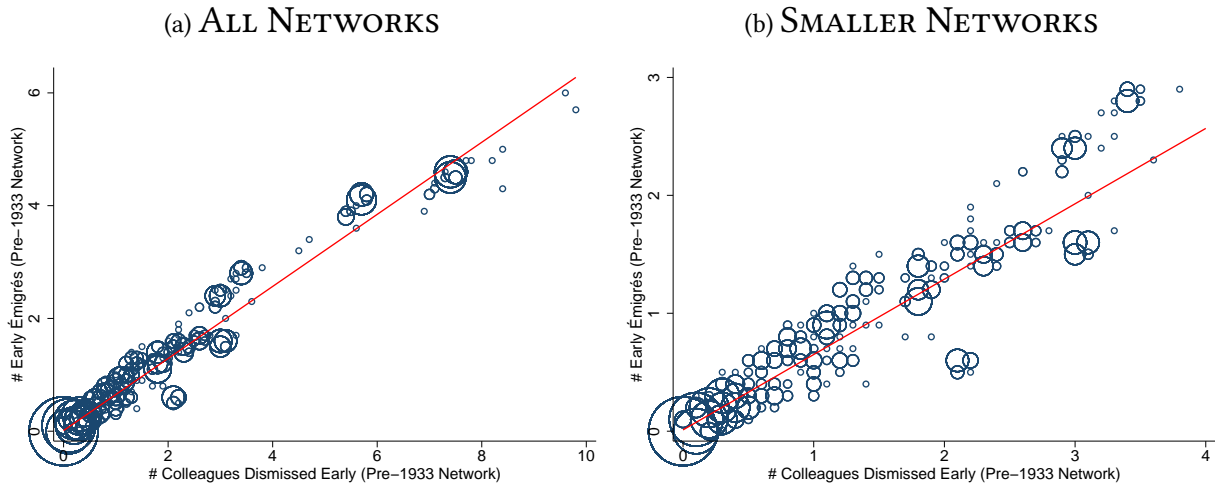 (a) ALL NETWORKS
# Early Émigrés (Pre−1933 Network)
6
4
2
0
0 2 4 6 8 10
# Colleagues Dismissed Early (Pre−1933 Network)
(b) SMALLER NETWORKS
# Early Émigrés (Pre−1933 Network)
3
2
1
0
0 1 2 3 4
# Colleagues Dismissed Early (Pre−1933 Network)